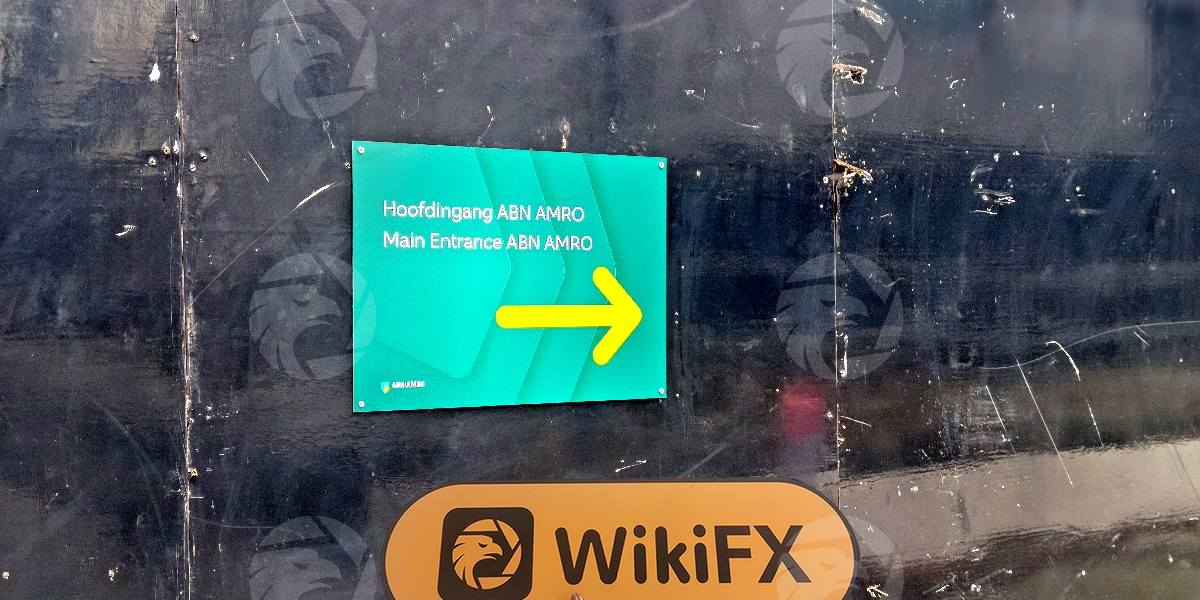 Hoofdingang ABN AMRO
Main Entrance ABN AMRO
ABN·AMRO
WikiFX